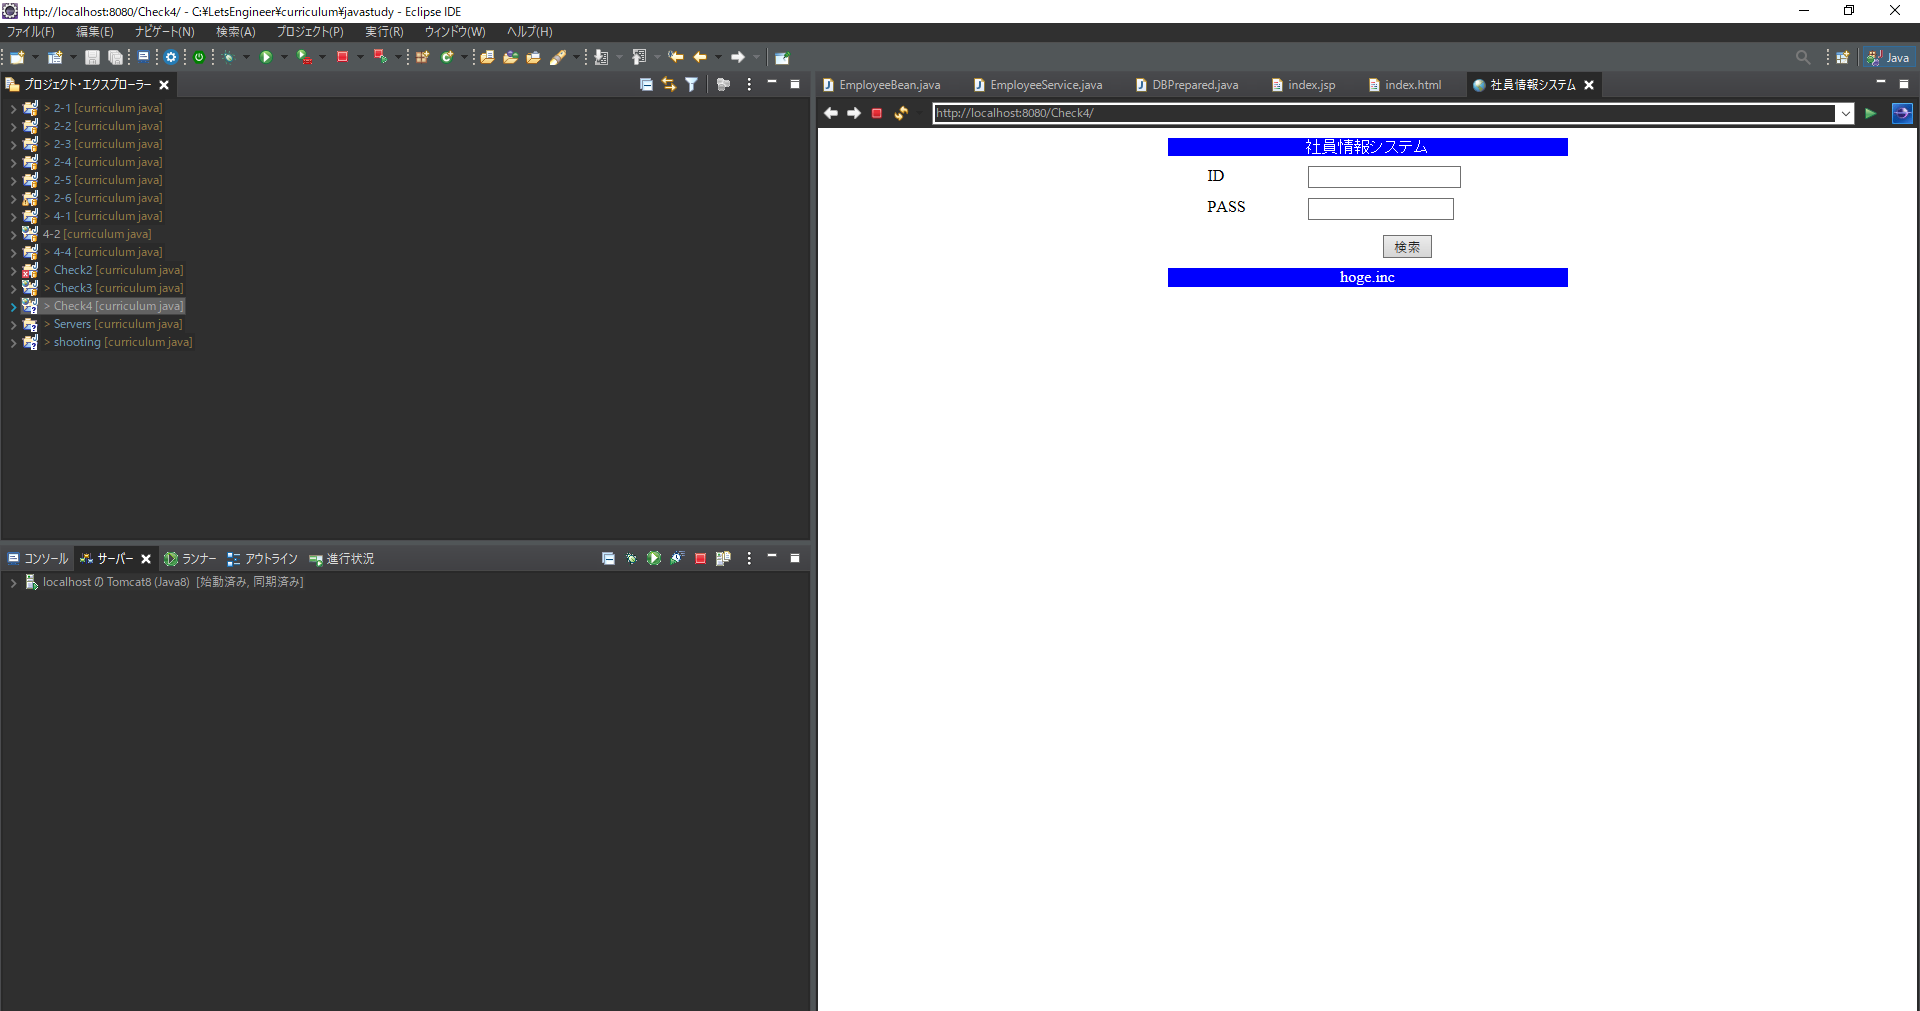 http://localhost:8080/Check4/ - C:¥LetsEngineer¥curriculum¥javastudy - Eclipse IDE
ファイル(F) 編集(E) ナビゲート(N) 検索(A) プロジェクト(P) 実行(R) ウィンドウ(W) ヘルプ(H)
Java
プロジェクト・エクスプローラー
> 2-1 [curriculum java]
> 2-2 [curriculum java]
> 2-3 [curriculum java]
> 2-4 [curriculum java]
> 2-5 [curriculum java]
> 2-6 [curriculum java]
> 4-1 [curriculum java]
4-2 [curriculum java]
> 4-4 [curriculum java]
> Check2 [curriculum java]
> Check3 [curriculum java]
> Check4 [curriculum java]
> Servers [curriculum java]
> shooting [curriculum java]
コンソール サーバー ランナー アウトライン 進行状況
localhost の Tomcat8 (Java8) [始動済み, 同期済み]
EmployeeBean.java EmployeeService.java DBPrepared.java index.jsp index.html 社員情報システム
http://localhost:8080/Check4/
社員情報システム
ID
PASS
検索
hoge.inc